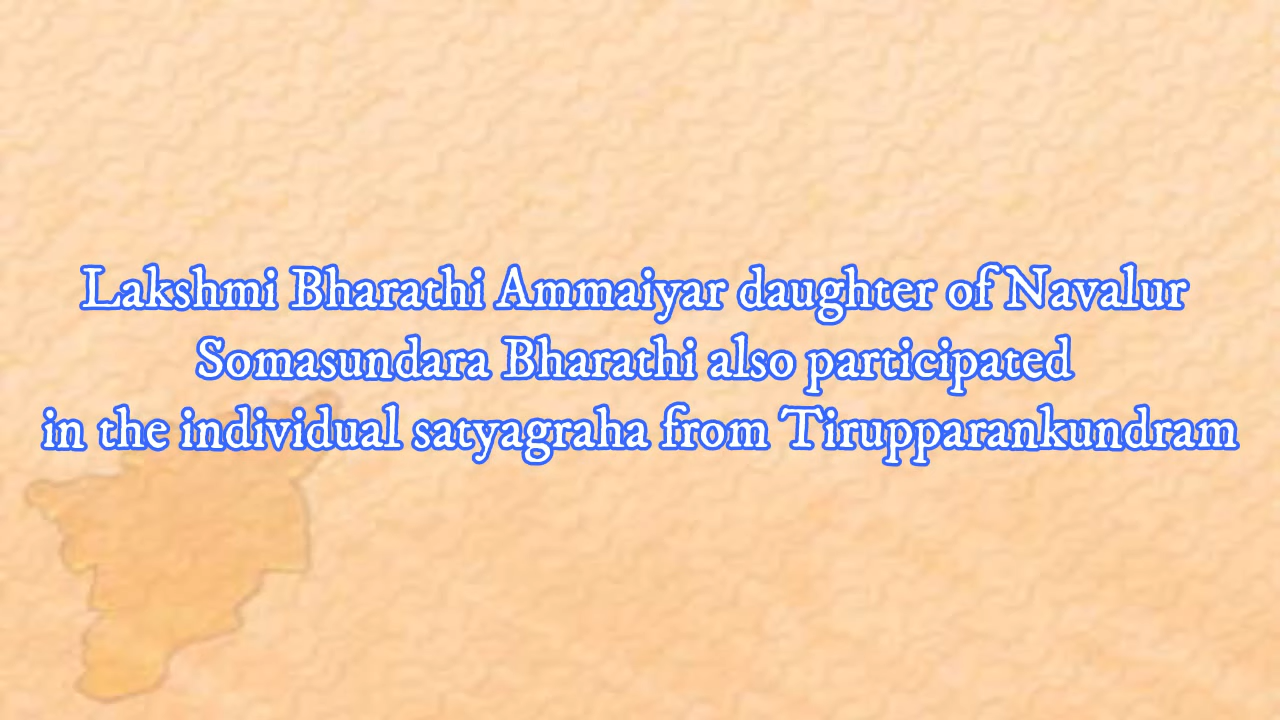 Lakshmi Bharathi Ammaiyar daughter of Navalur
Somasundara Bharathi also participated
in the individual satyagraha from Tirupparankundram